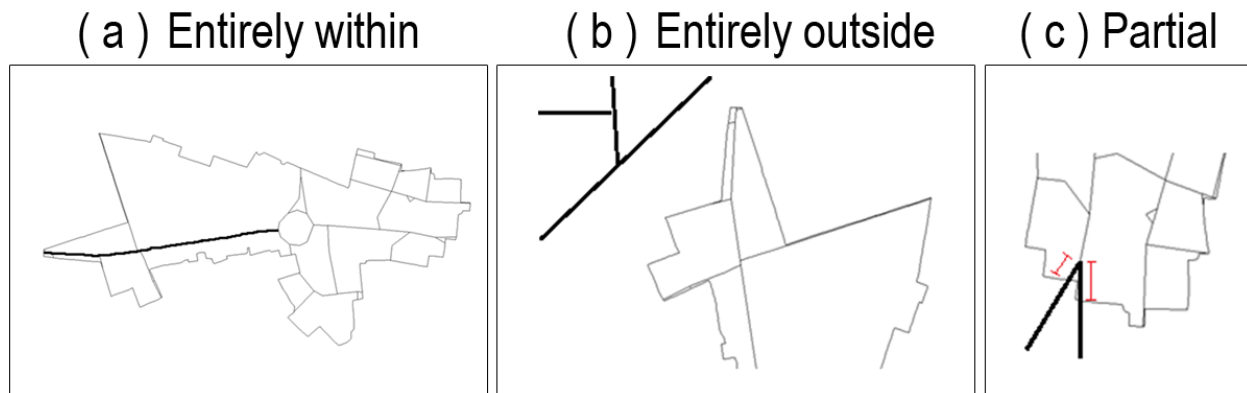 ( a ) Entirely within
( b ) Entirely outside
( c ) Partial